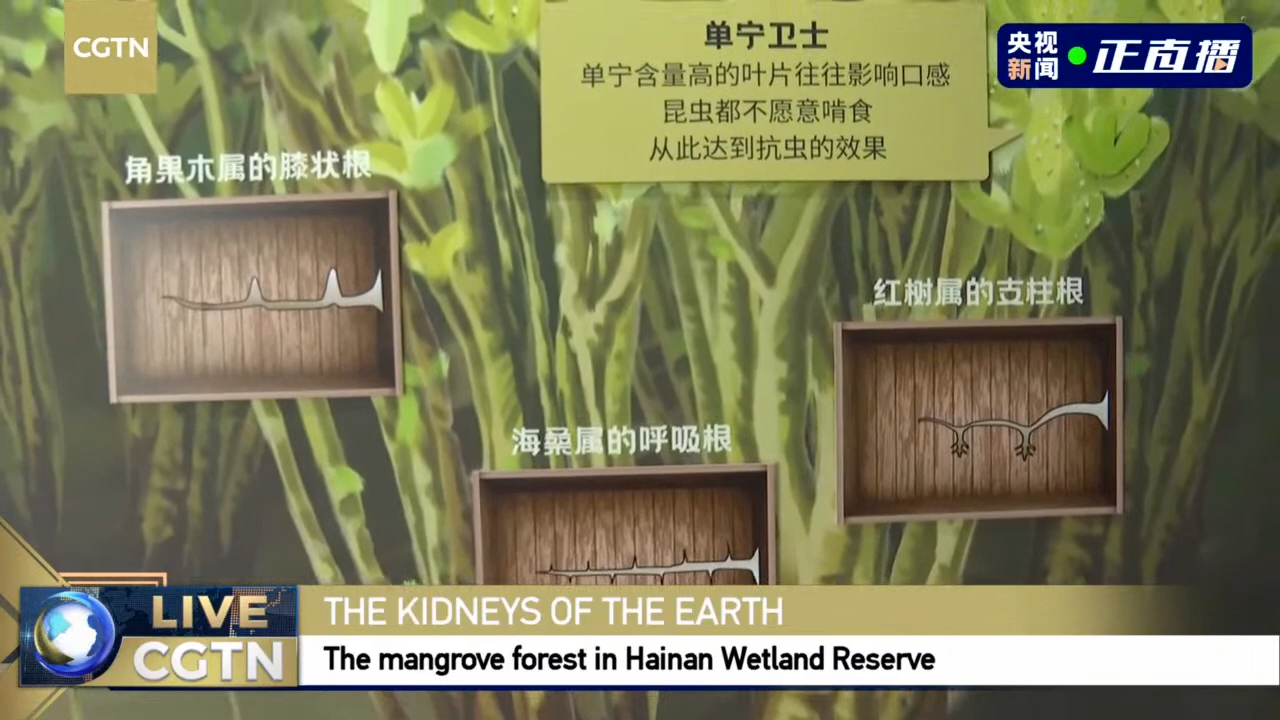 CGTN
央视
新闻
正直播
单宁卫士
单宁含量高的叶片往往影响口感
昆虫都不愿意啃食
从此达到抗虫的效果
角果木属的膝状根
红树属的支柱根
海桑属的呼吸根
LIVE
CGTN
THE KIDNEYS OF THE EARTH
The mangrove forest in Hainan Wetland Reserve